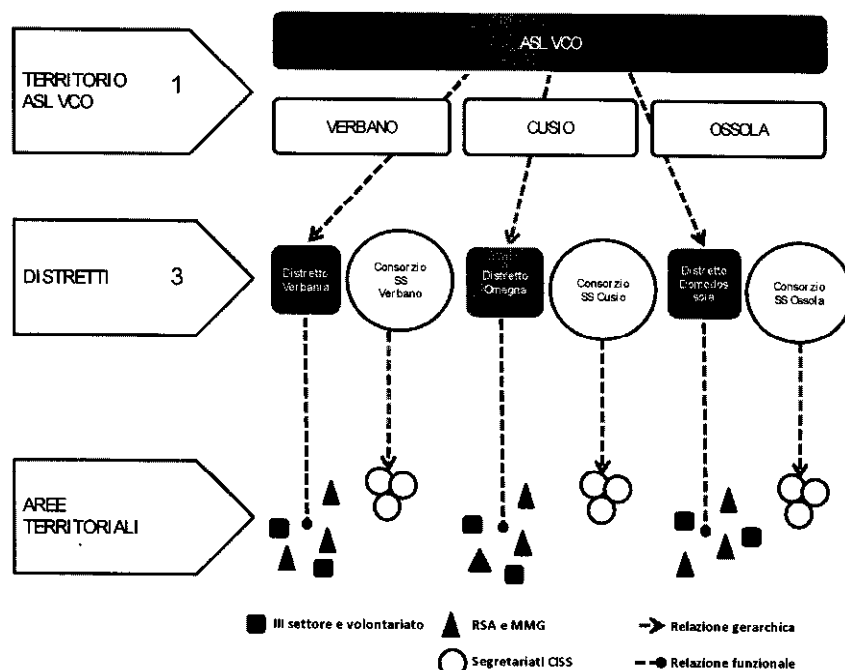 ASL VCO
TERRITORIO
ASL VCO
1
VERBANO
CUSIO
OSSOLA
DISTRETTI
3
Distretto
Verbania
Consorzio
SS
Verbano
Distretto
Omegna
Consorzio
SS Cusio
Distretto
Domodos
sola
Consorzio
SS Ossola
AREE
TERRITORIALI
III settore e volontariato
RSA e MMG
Relazione gerarchica
Segretariati CISS
Relazione funzionale